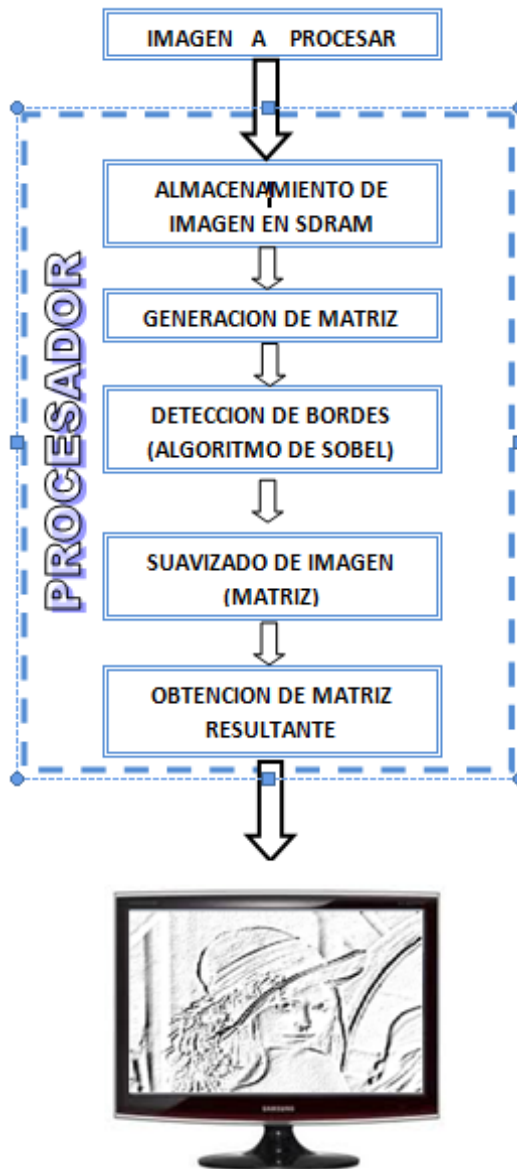 IMAGEN A PROCESAR
ALMACENAMIENTO DE
IMAGEN EN SDRAM
GENERACION DE MATRIZ
DETECCION DE BORDES
(ALGORITMO DE SOBEL)
SUAVIZADO DE IMAGEN
(MATRIZ)
OBTENCION DE MATRIZ
RESULTANTE
PROCESADOR
SAMSUNG